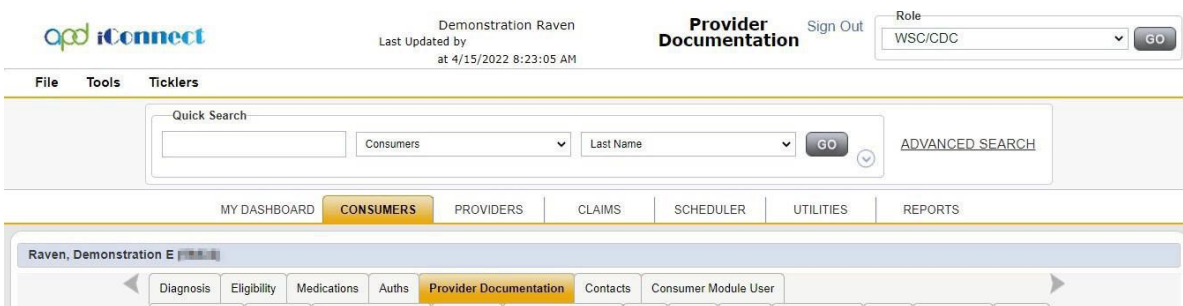 apd iConnect
Demonstration Raven
Last Updated by
at 4/15/2022 8:23:05 AM
Provider
Documentation
Sign Out
Role
WSC/CDC
GO
File Tools Ticklers
Quick Search
Consumers Last Name GO ADVANCED SEARCH
MY DASHBOARD CONSUMERS PROVIDERS CLAIMS SCHEDULER UTILITIES REPORTS
Raven, Demonstration E
Diagnosis Eligibility Medications Auths Provider Documentation Contacts Consumer Module User